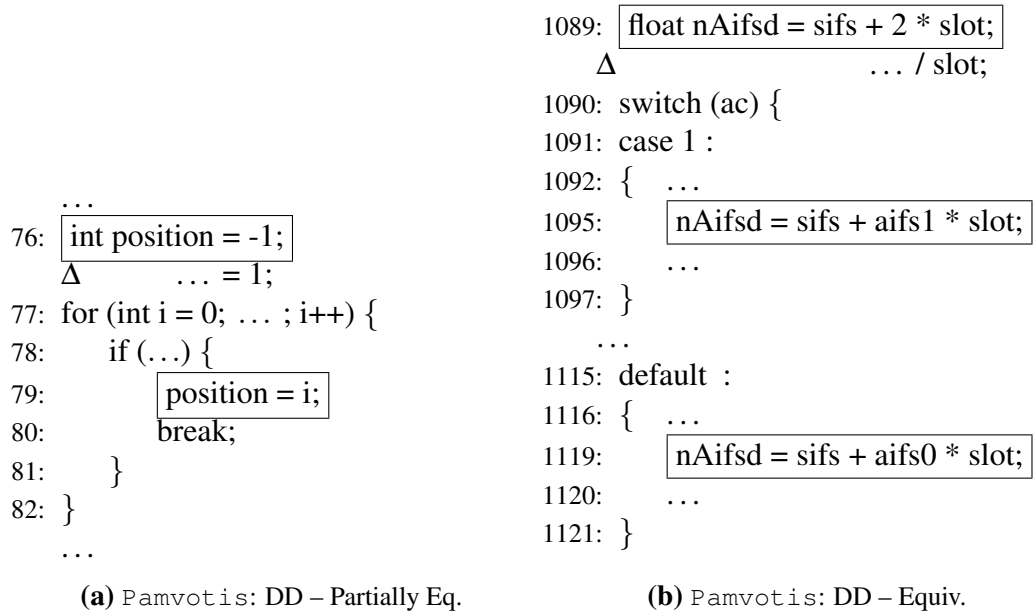 ...
76: int position = -1;
Δ ... = 1;
77: for (int i = 0; ... ; i++) {
78: if (...) {
79: position = i;
80: break;
81: }
82: }
...
(a) Pamvotis: DD – Partially Eq.
1089: float nAifsd = sifs + 2 * slot;
Δ ... / slot;
1090: switch (ac) {
1091: case 1 :
1092: { ...
1095: nAifsd = sifs + aifs1 * slot;
1096: ...
1097: }
...
1115: default :
1116: { ...
1119: nAifsd = sifs + aifs0 * slot;
1120: ...
1121: }
(b) Pamvotis: DD – Equiv.